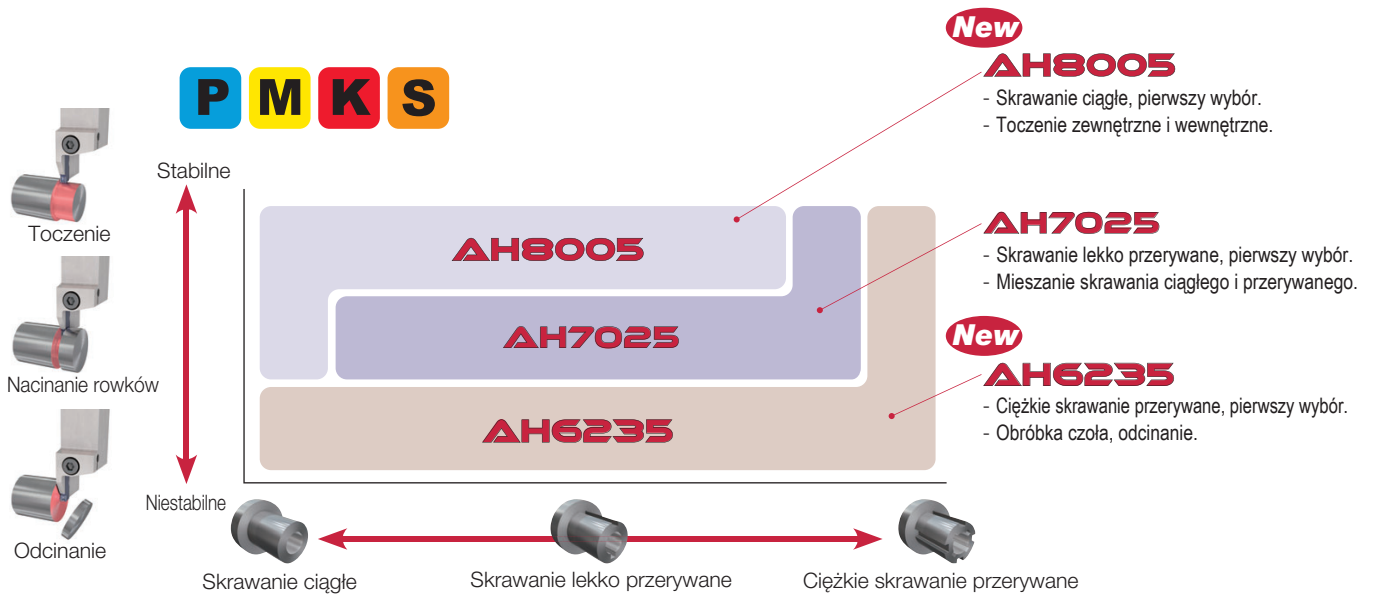 P M K S
Stabilne
Niestabilne
Toczenie
Nacinanie rowków
Odcinanie
AH8005
AH7025
AH6235
Skrawanie ciągłe
Skrawanie lekko przerywane
Ciężkie skrawanie przerywane
New
AH8005
- Skrawanie ciągłe, pierwszy wybór.
- Toczenie zewnętrzne i wewnętrzne.
AH7025
- Skrawanie lekko przerywane, pierwszy wybór.
- Mieszanie skrawania ciągłego i przerywanego.
New
AH6235
- Ciężkie skrawanie przerywane, pierwszy wybór.
- Obróbka czoła, odcinanie.